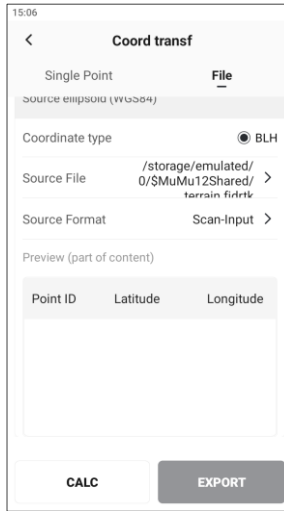 15:06
Coord transf
Single Point File
Source ellipsoid (WGS84)
Coordinate type BLH
/storage/emulated/
Source File 0/$MuMu12Shared/
terrain.fidrtk
Source Format Scan-Input
Preview (part of content)
Point ID Latitude Longitude
CALC EXPORT